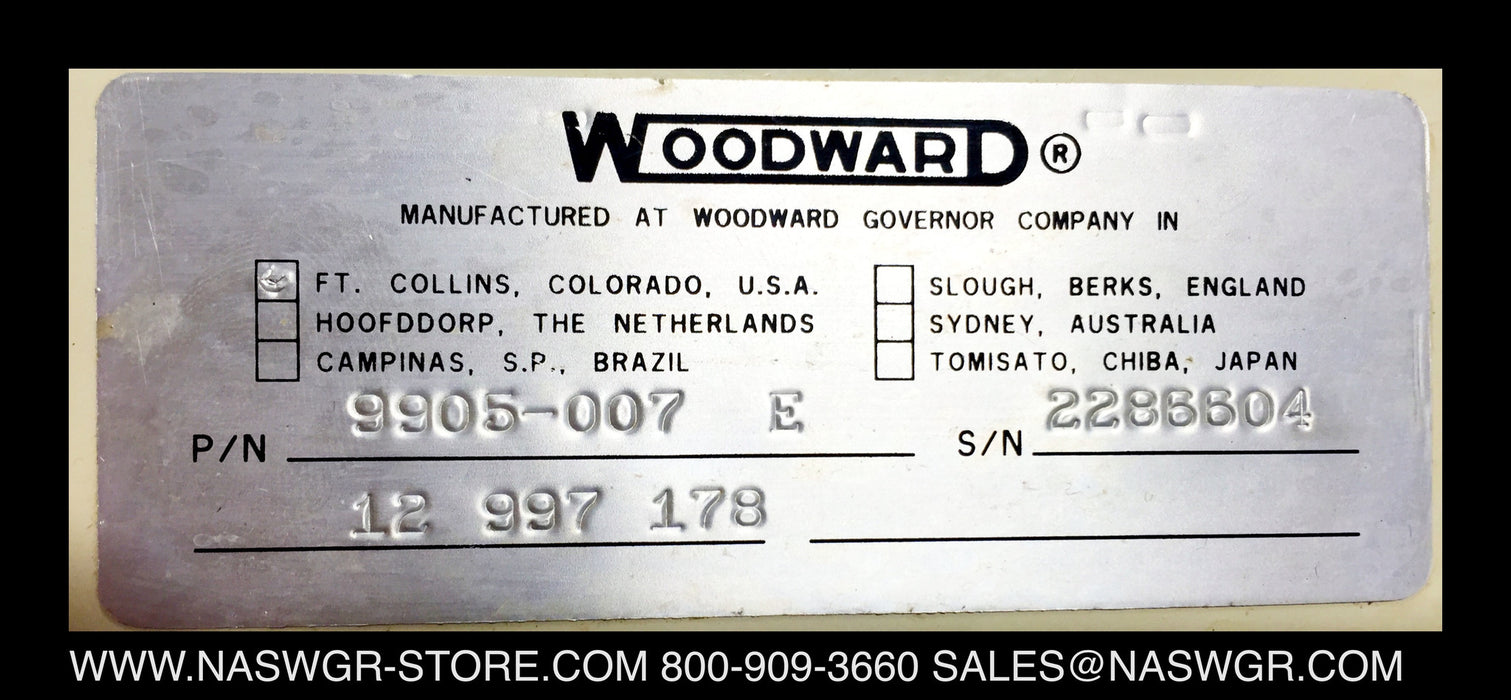 WOODWARD®
MANUFACTURED AT WOODWARD GOVERNOR COMPANY IN
FT. COLLINS, COLORADO, U.S.A.
HOOFDDORP, THE NETHERLANDS
CAMPINAS, S.P., BRAZIL
SLOUGH, BERKS, ENGLAND
SYDNEY, AUSTRALIA
TOMISATO, CHIBA, JAPAN
P/N 9905-007 E
S/N 2286604
12 997 178
WWW.NASWGR-STORE.COM 800-909-3660 SALES@NASWGR.COM